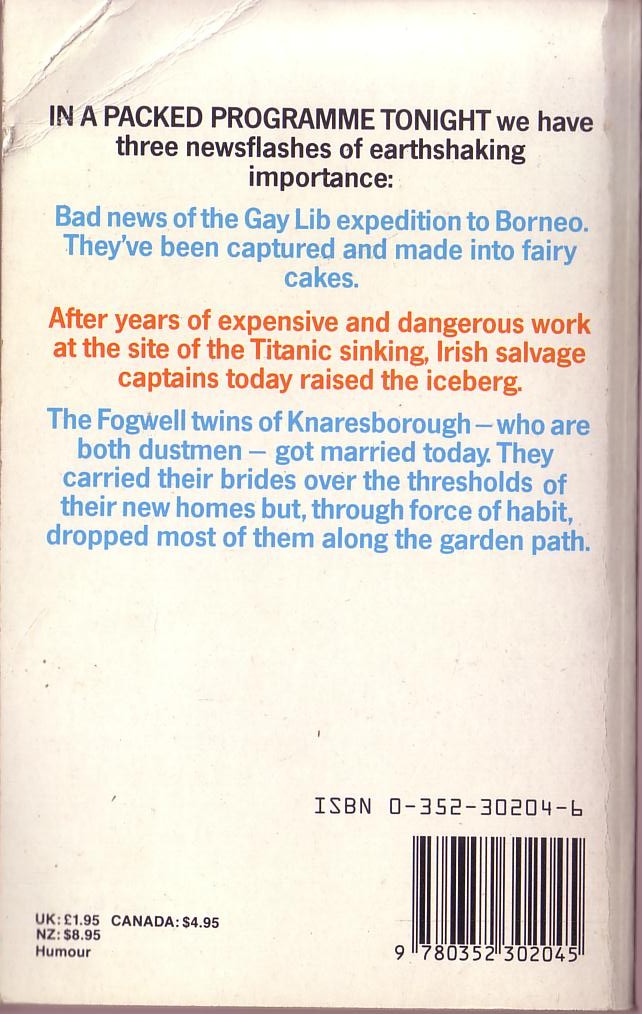 IN A PACKED PROGRAMME TONIGHT we have
three newsflashes of earthshaking
importance:
Bad news of the Gay Lib expedition to Borneo.
They've been captured and made into fairy
cakes.
After years of expensive and dangerous work
at the site of the Titanic sinking, Irish salvage
captains today raised the iceberg.
The Fogwell twins of Knaresborough – who are
both dustmen – got married today. They
carried their brides over the thresholds of
their new homes but, through force of habit,
dropped most of them along the garden path.
ISBN 0-352-30204-6
UK: £1.95 CANADA: $4.95
NZ: $8.95
Humour
9 780352 302045